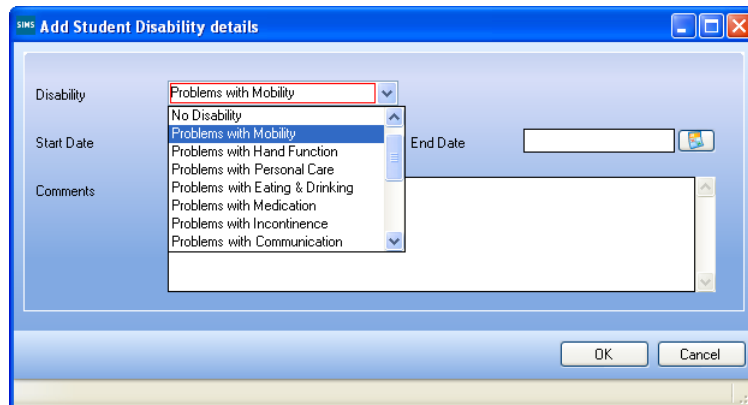 SIMS Add Student Disability details
Disability
Problems with Mobility
No Disability
Problems with Mobility
Start Date
End Date
Problems with Hand Function
Problems with Personal Care
Comments
Problems with Eating & Drinking
Problems with Medication
Problems with Incontinence
Problems with Communication
OK
Cancel